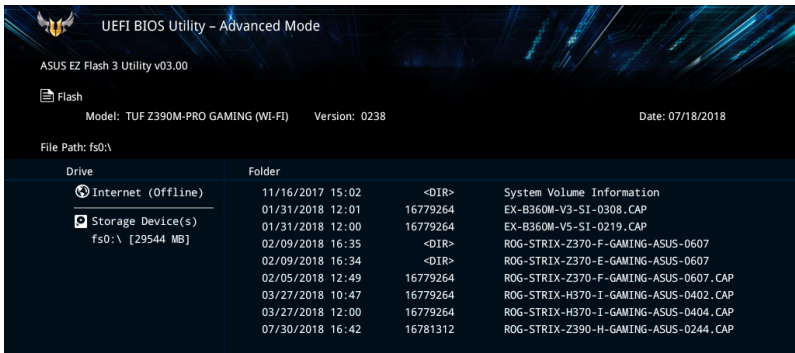 UEFI BIOS Utility – Advanced Mode
ASUS EZ Flash 3 Utility v03.00
Flash
Model: TUF Z390M-PRO GAMING (WI-FI) Version: 0238 Date: 07/18/2018
File Path: fs0:\
Drive Folder
Internet (Offline) 11/16/2017 15:02 <DIR> System Volume Information
01/31/2018 12:01 16779264 EX-B360M-V3-SI-0308.CAP
Storage Device(s) 01/31/2018 12:00 16779264 EX-B360M-V5-SI-0219.CAP
fs0:\ [29544 MB] 02/09/2018 16:35 <DIR> ROG-STRIX-Z370-F-GAMING-ASUS-0607
02/09/2018 16:34 <DIR> ROG-STRIX-Z370-E-GAMING-ASUS-0607
02/05/2018 12:49 16779264 ROG-STRIX-Z370-F-GAMING-ASUS-0607.CAP
03/27/2018 10:47 16779264 ROG-STRIX-H370-I-GAMING-ASUS-0402.CAP
03/27/2018 12:00 16779264 ROG-STRIX-H370-I-GAMING-ASUS-0404.CAP
07/30/2018 16:42 16781312 ROG-STRIX-Z390-H-GAMING-ASUS-0244.CAP